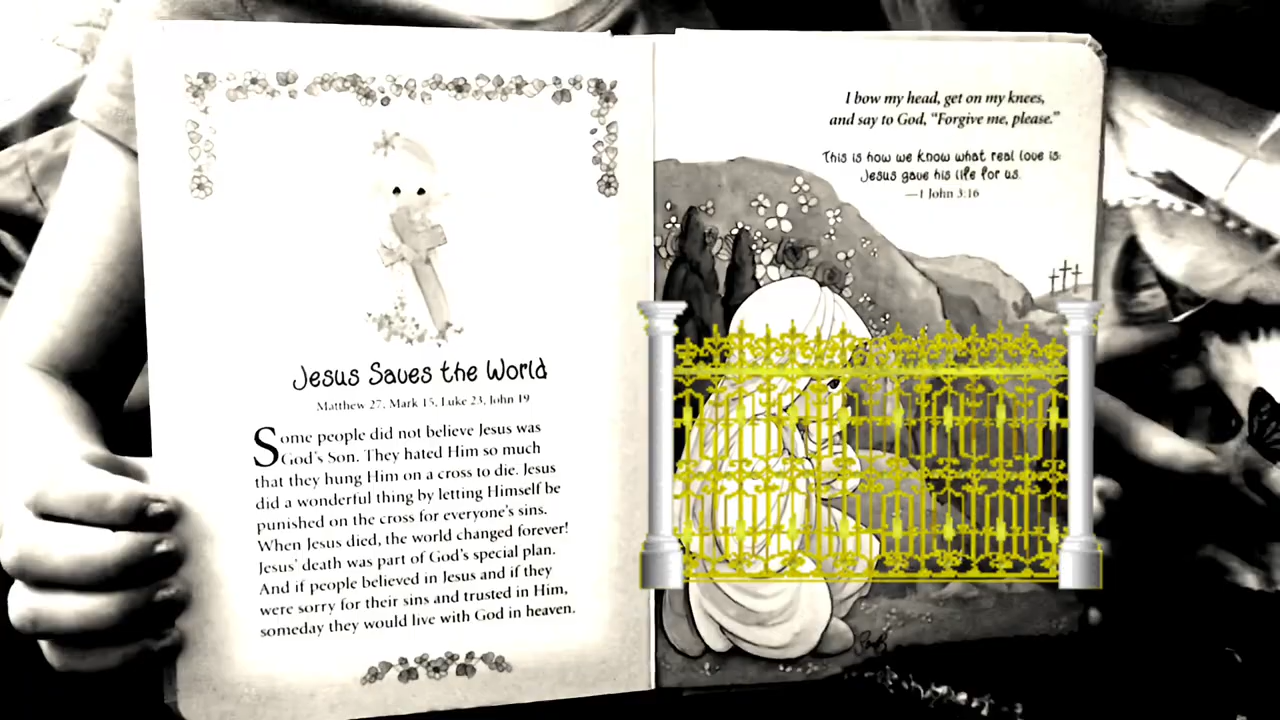 Jesus Saves the World
Matthew 27, Mark 15, Luke 23, John 19
Some people did not believe Jesus was
God's Son. They hated Him so much
that they hung Him on a cross to die. Jesus
did a wonderful thing by letting Himself be
punished on the cross for everyone's sins.
When Jesus died, the world changed forever!
Jesus' death was part of God's special plan.
And if people believed in Jesus and if they
were sorry for their sins and trusted in Him,
someday they would live with God in heaven.
I bow my head, get on my knees,
and say to God, “Forgive me, please.”
This is how we know what real love is:
Jesus gave his life for us.
—1 John 3:16